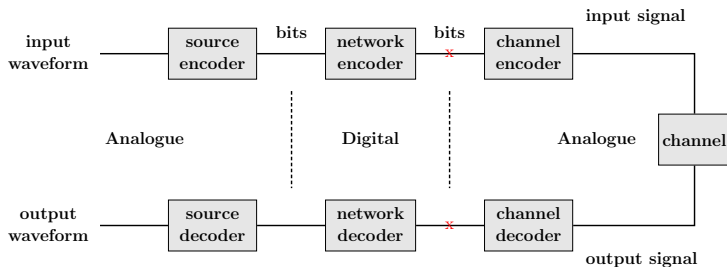 input signal
bits
bits
input
waveform
source
encoder
network
encoder
x
channel
encoder
Analogue
Digital
Analogue
channel
output
waveform
source
decoder
network
decoder
x
channel
decoder
output signal